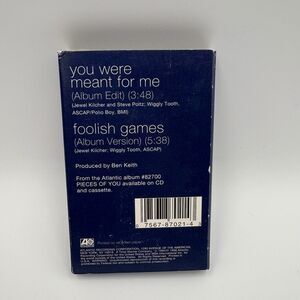 you were
meant for me
(Album Edit) (3:48)
(Jewel Kilcher and Steve Poltz; Wiggly Tooth,
ASCAP/Polio Boy, BMI)
foolish games
(Album Version) (5:38)
(Jewel Kilcher; Wiggly Tooth, ASCAP)
Produced by Ben Keith
From the Atlantic album #82700
PIECES OF YOU available on CD
and cassette.
7567-87021-4